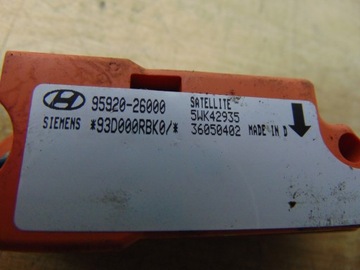 95920-26000
SATELLITE
5WK42935
SIEMENS *93D000RBK0/*
36050402 MADE IN D